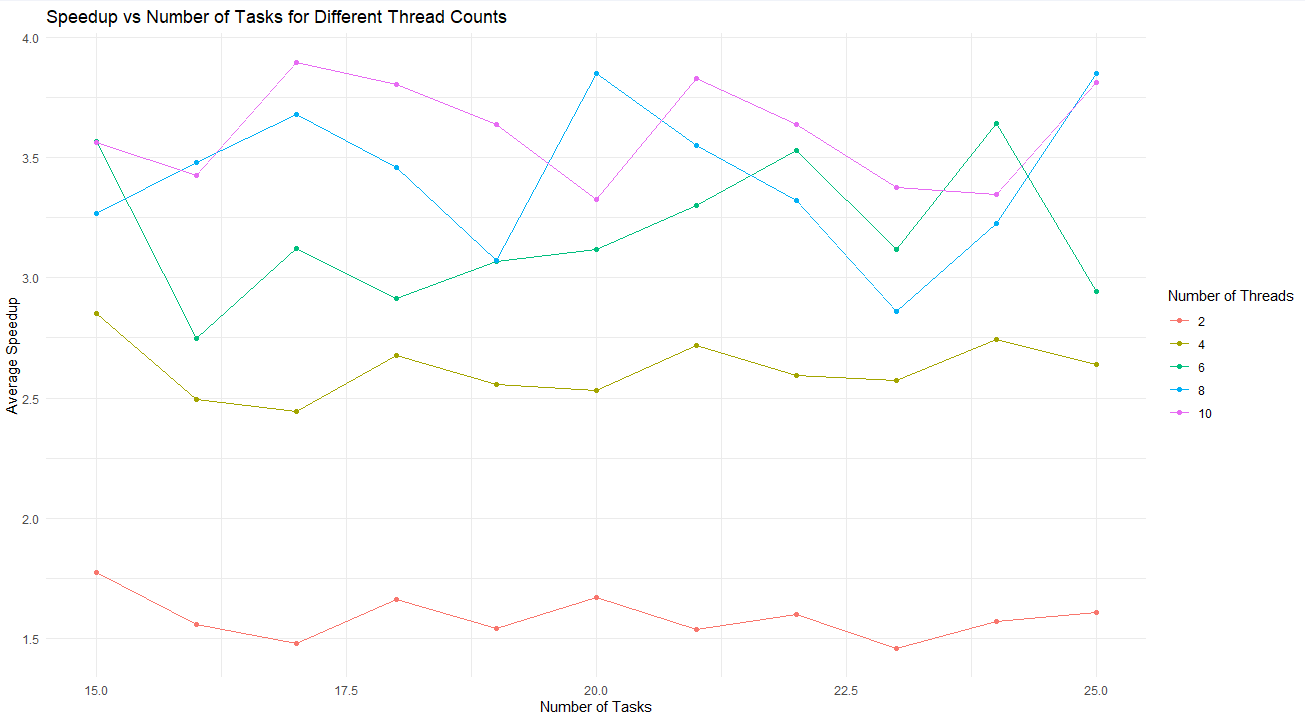 Speedup vs Number of Tasks for Different Thread Counts
4.0
3.5
3.0
2.5
2.0
1.5
Average Speedup
15.0 17.5 20.0 22.5 25.0
Number of Tasks
Number of Threads
2
4
6
8
10